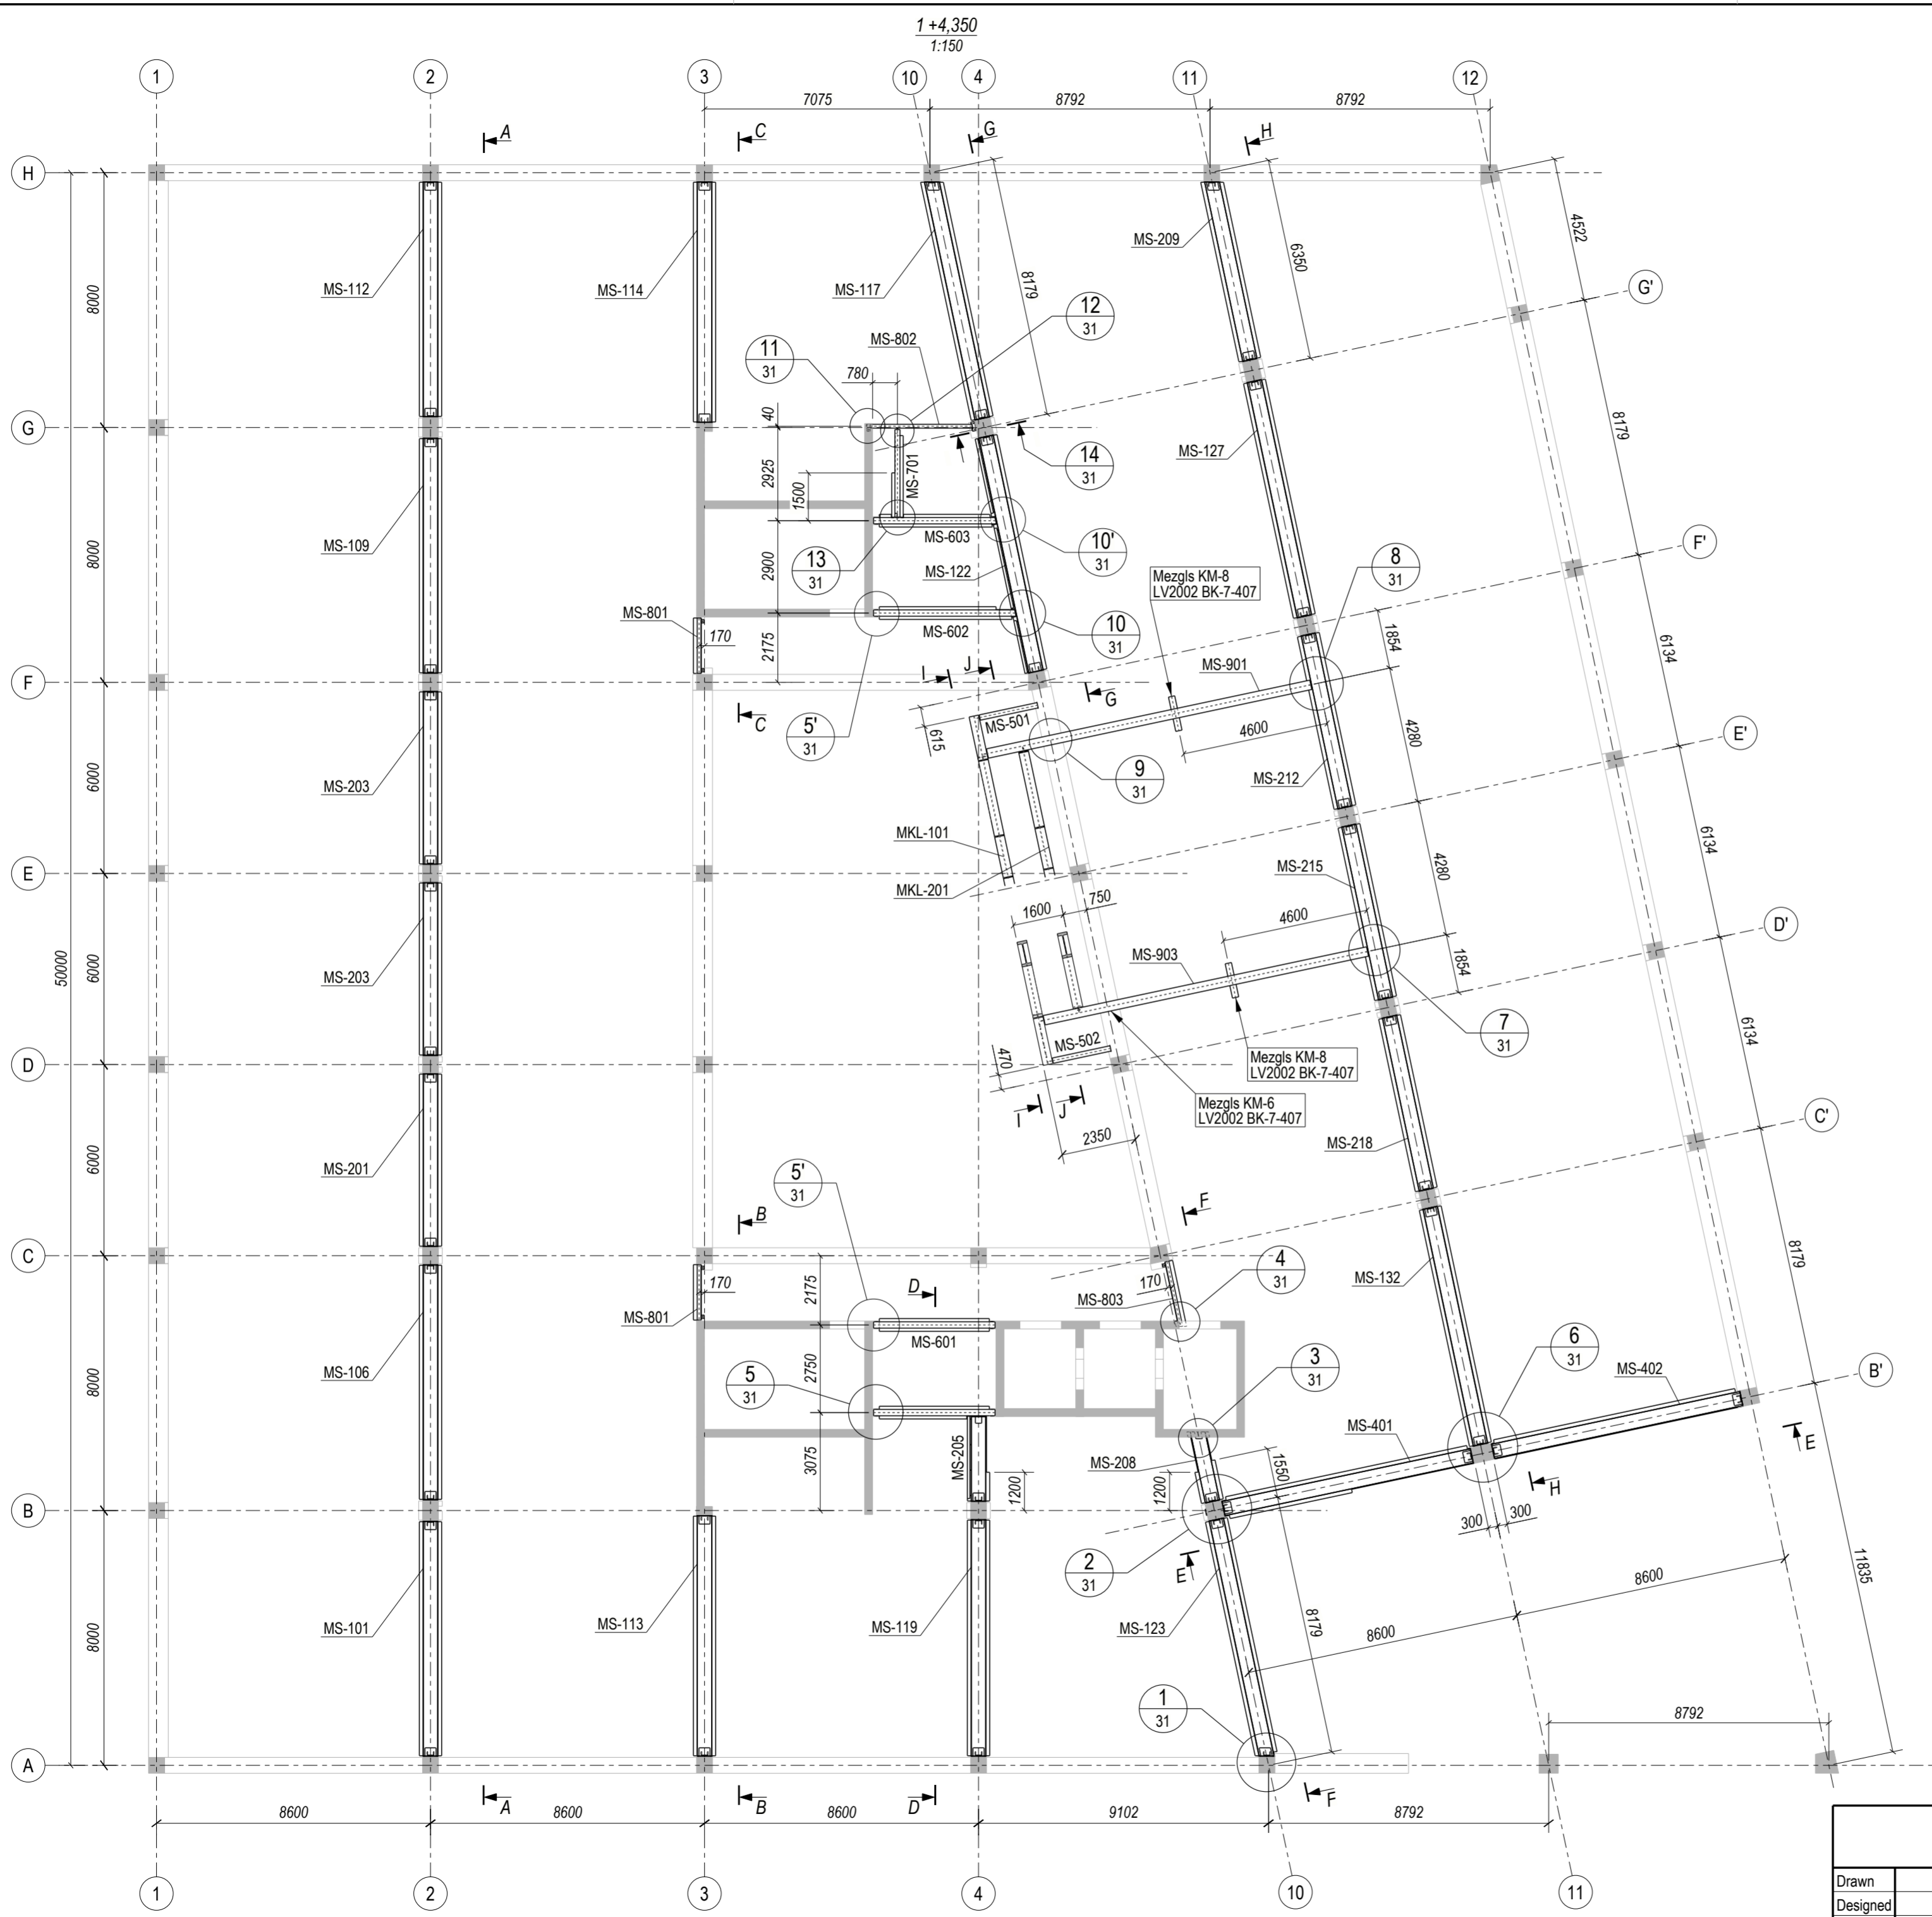 1 +4,350
1:150
1
2
3
10
4
11
12
7075
8792
8792
A
C
G
H
H
8000
MS-112
MS-114
MS-117
8179
MS-209
6350
4522
G'
12
31
11
31
MS-802
780
40
G
2925
1500
MS-701
14
31
MS-127
8179
8000
MS-109
MS-603
10'
31
13
31
2900
MS-122
8
31
F'
Mezgls KM-8
LV2002 BK-7-407
MS-801
170
MS-602
10
31
2175
1854
6134
F
I
J
MS-901
G
C
5'
31
615
MS-501
4600
4280
E'
6000
MS-203
9
31
MS-212
MKL-101
6134
E
MKL-201
MS-215
4280
750
1600
4600
D'
50000
6000
MS-203
MS-903
1854
7
31
6134
D
470
MS-502
Mezgls KM-8
LV2002 BK-7-407
I
J
Mezgls KM-6
LV2002 BK-7-407
C'
6000
MS-201
2350
MS-218
5'
31
B
F
C
4
31
8179
MS-801
170
2175
D
170
MS-803
MS-132
MS-601
8000
MS-106
2750
5
31
3
31
6
31
MS-402
B'
MS-401
E
3075
MS-205
MS-208
1550
1200
1200
H
B
300
300
2
31
E
8600
11835
8000
MS-101
MS-113
MS-119
MS-123
8179
8600
1
31
8792
A
A
B
D
F
8600
8600
8600
9102
8792
1
2
3
4
10
11
Drawn
Designed